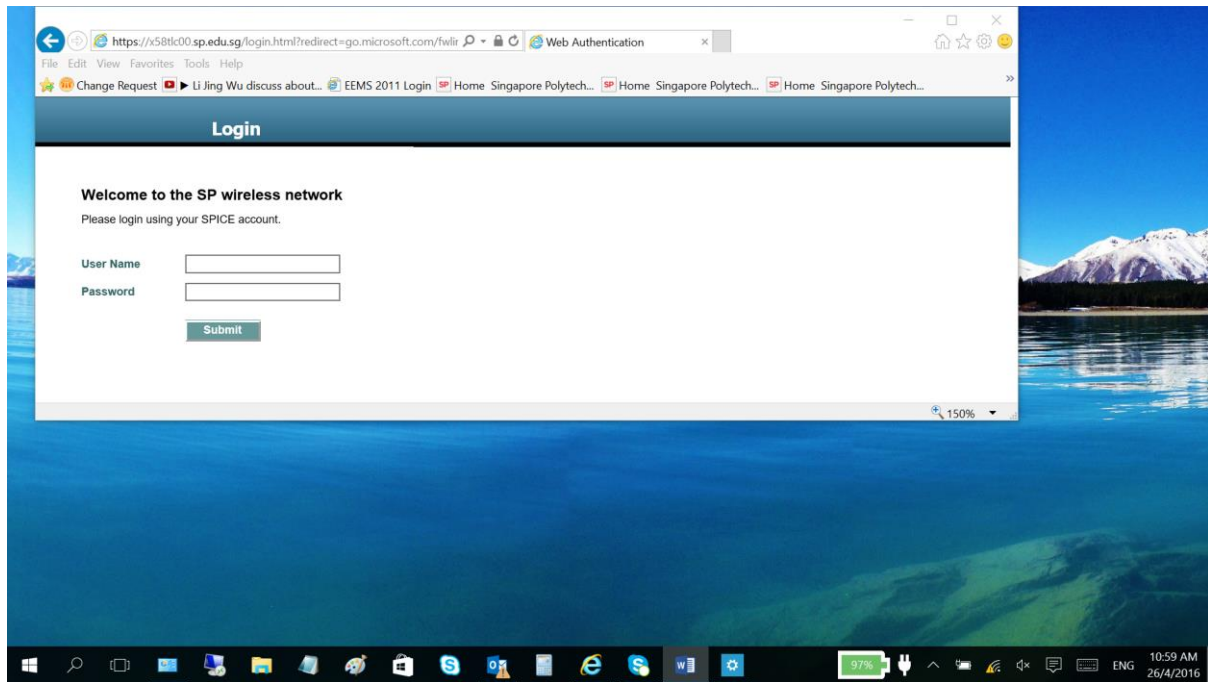 https://x58tlc00.sp.edu.sg/login.html?redirect=go.microsoft.com/fwlir
Web Authentication
File Edit View Favorites Tools Help
Change Request ▶ Li Jing Wu discuss about... EEMS 2011 Login SP Home Singapore Polytech... SP Home Singapore Polytech... SP Home Singapore Polytech... »
Login
Welcome to the SP wireless network
Please login using your SPICE account.
User Name
Password
Submit
150%
97% ENG 10:59 AM
26/4/2016